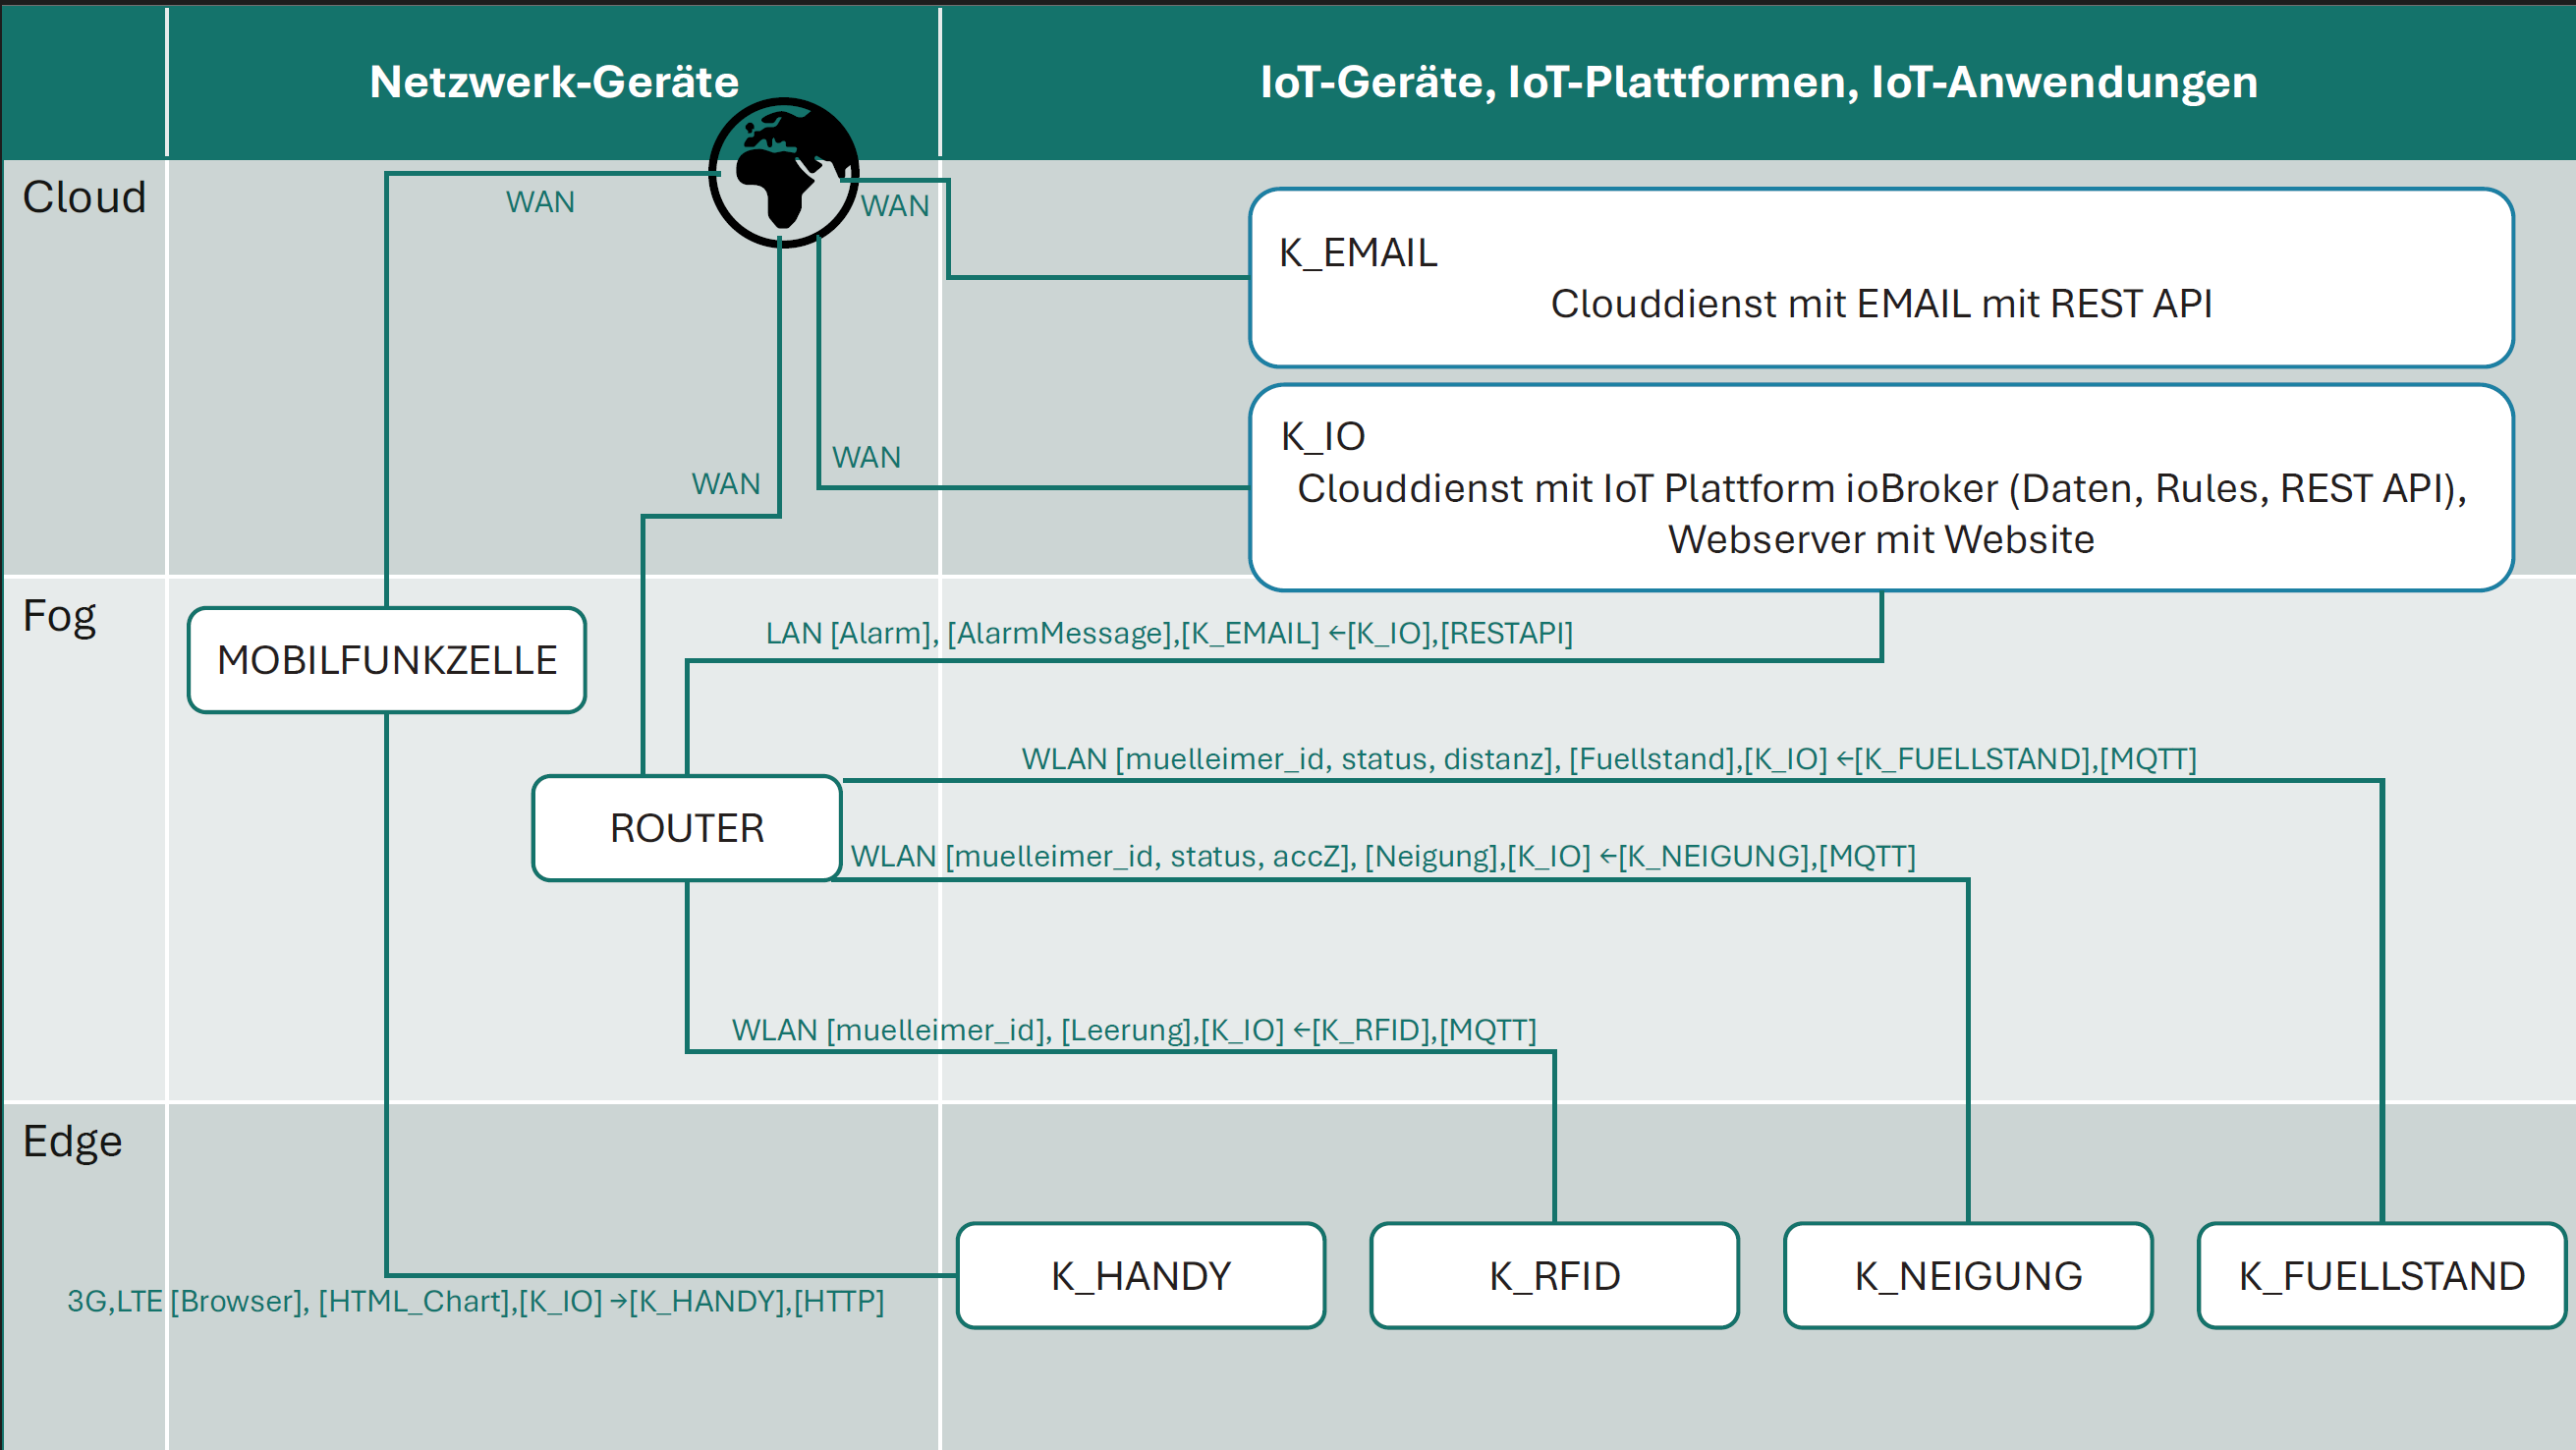 Netzwerk-Geräte
IoT-Geräte, IoT-Plattformen, IoT-Anwendungen
Cloud
WAN
WAN
K_EMAIL
Clouddienst mit EMAIL mit REST API
K_IO
Clouddienst mit IoT Plattform ioBroker (Daten, Rules, REST API),
Webserver mit Website
WAN
WAN
Fog
MOBILFUNKZELLE
LAN [Alarm], [AlarmMessage],[K_EMAIL] ←[K_IO],[RESTAPI]
WLAN [muelleimer_id, status, distanz], [Fuellstand],[K_IO] ←[K_FUELLSTAND],[MQTT]
ROUTER
WLAN [muelleimer_id, status, accZ], [Neigung],[K_IO] ←[K_NEIGUNG],[MQTT]
WLAN [muelleimer_id], [Leerung],[K_IO] ←[K_RFID],[MQTT]
Edge
K_HANDY
K_RFID
K_NEIGUNG
K_FUELLSTAND
3G,LTE [Browser], [HTML_Chart],[K_IO] →[K_HANDY],[HTTP]